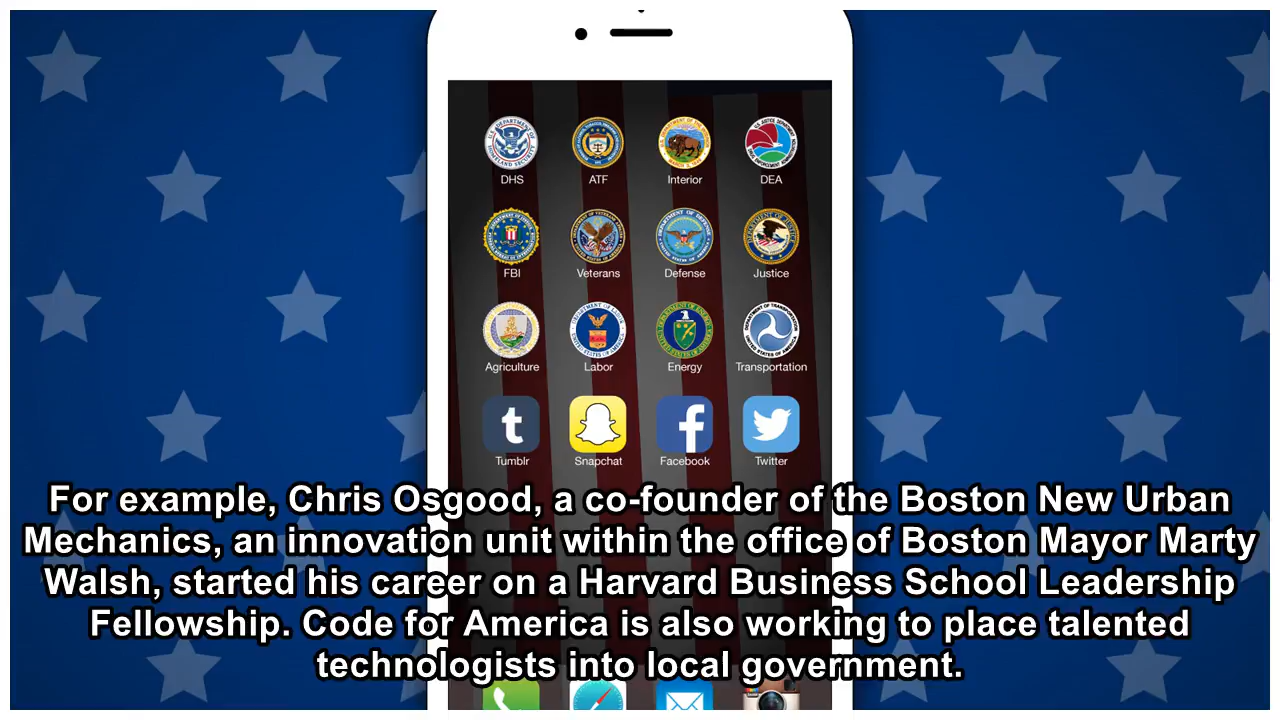 DHS ATF Interior DEA
FBI Veterans Defense Justice
Agriculture Labor Energy Transportation
Tumblr Snapchat Facebook Twitter
For example, Chris Osgood, a co-founder of the Boston New Urban
Mechanics, an innovation unit within the office of Boston Mayor Marty
Walsh, started his career on a Harvard Business School Leadership
Fellowship. Code for America is also working to place talented
technologists into local government.